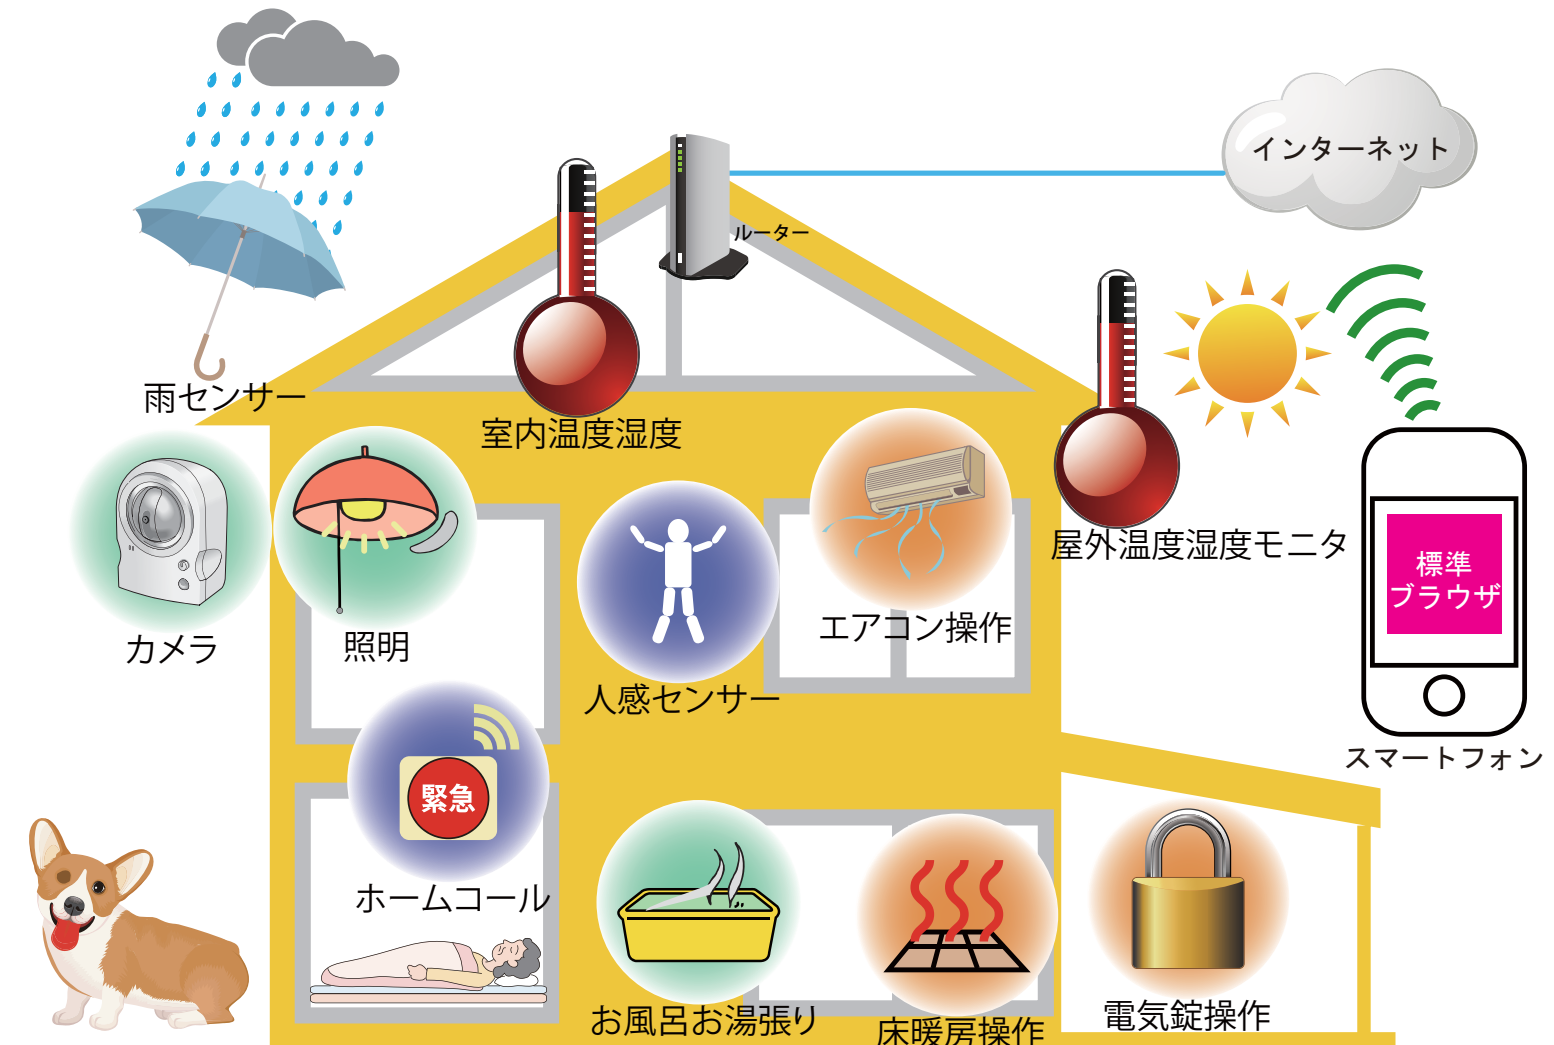 インターネット
ルーター
雨センサー
室内温度湿度
屋外温度湿度モニタ
標準
ブラウザ
カメラ
照明
エアコン操作
人感センサー
スマートフォン
緊急
ホームコール
お風呂お湯張り
床暖房操作
電気錠操作